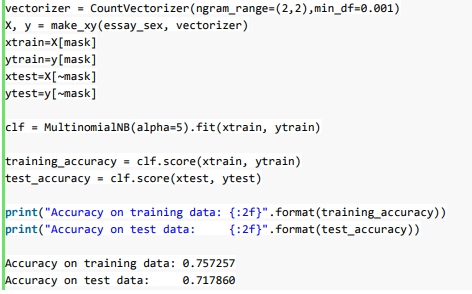 vectorizer = CountVectorizer(ngram_range=(2,2),min_df=0.001)
X, y = make_xy(essay_sex, vectorizer)
xtrain=X[mask]
ytrain=y[mask]
xtest=X[~mask]
ytest=y[~mask]
clf = MultinomialNB(alpha=5).fit(xtrain, ytrain)
training_accuracy = clf.score(xtrain, ytrain)
test_accuracy = clf.score(xtest, ytest)
print("Accuracy on training data: {:2f}".format(training_accuracy))
print("Accuracy on test data:     {:2f}".format(test_accuracy))
Accuracy on training data: 0.757257
Accuracy on test data:     0.717860